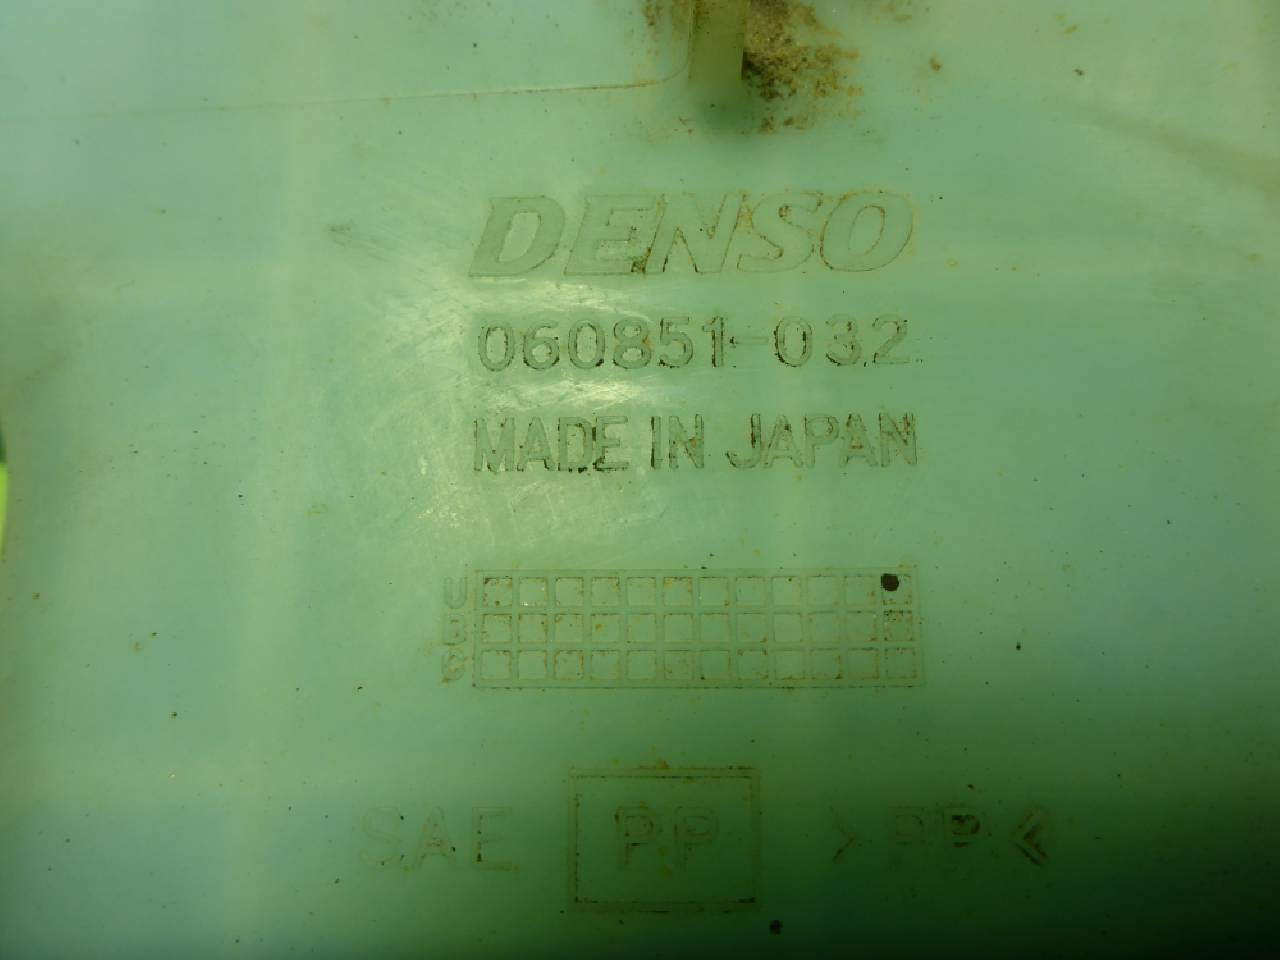 DENSO
060851-032
MADE IN JAPAN
U
B
C
SAE PP >PP<